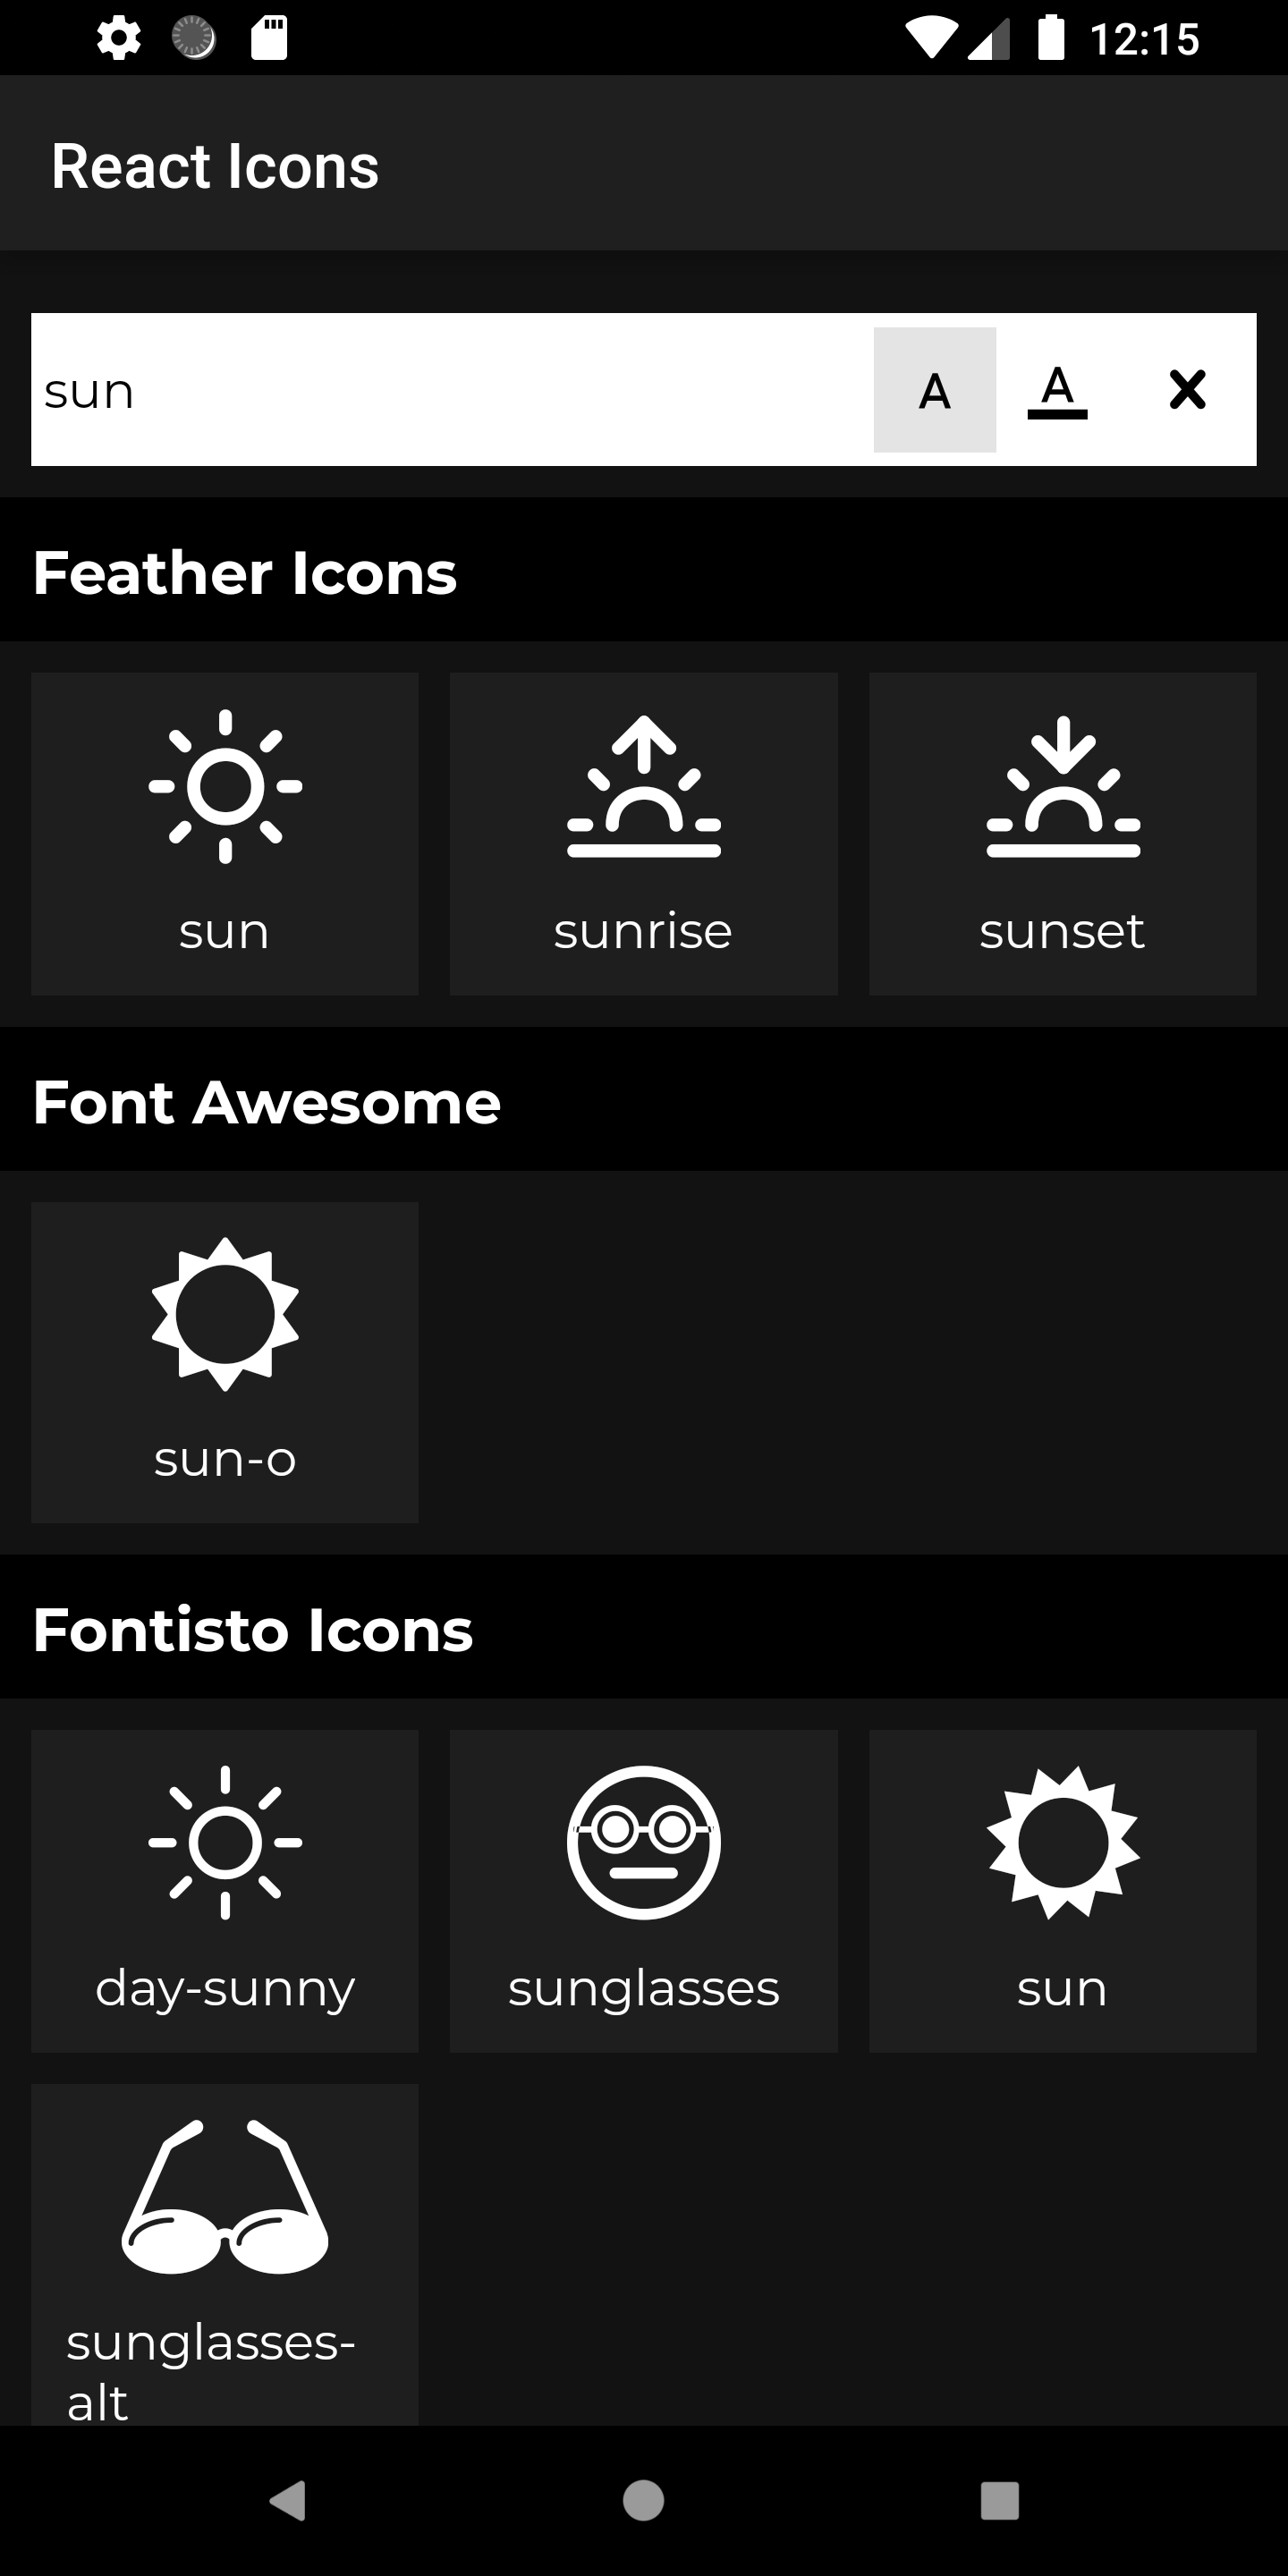 12:15
React Icons
sun
A
A
Feather Icons
sun
sunrise
sunset
Font Awesome
sun-o
Fontisto Icons
day-sunny
sunglasses
sun
sunglasses-
alt